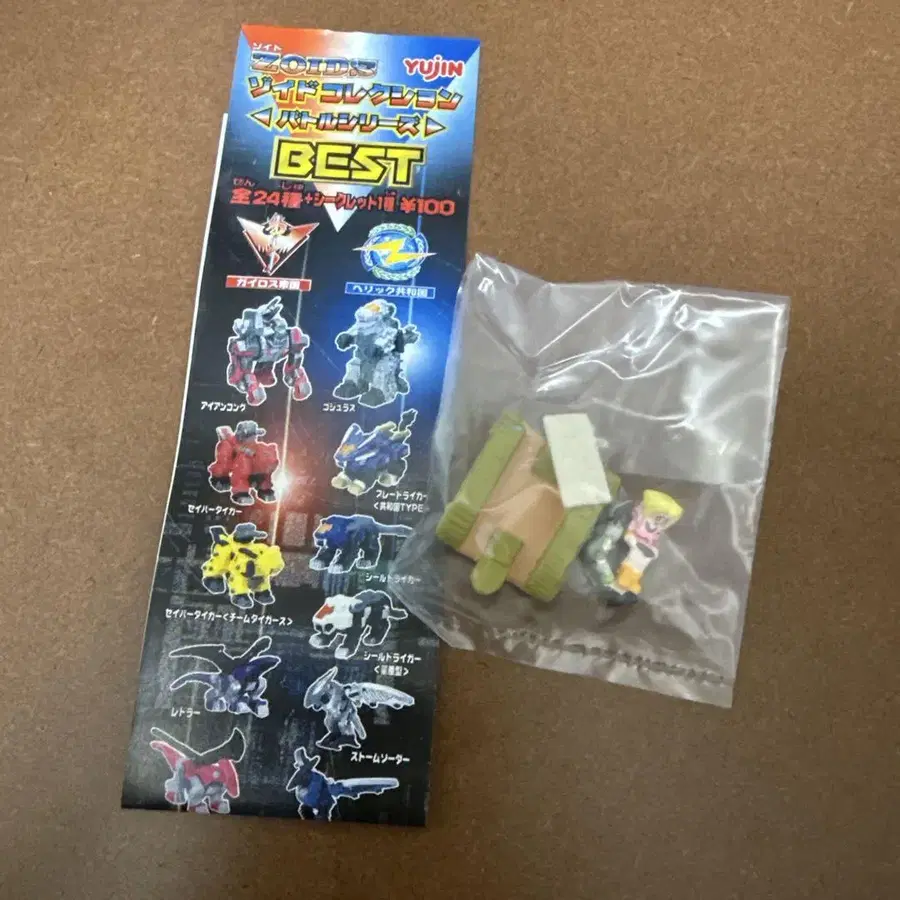 ゾイド
ZOIDS
YUJIN
ゾイドコレクション
◀バトルシリーズ▶
BEST
ぜん しゅ
全24種+シークレット1種 ¥100
ガイロス帝国
ヘリック共和国
アイアンコング
ゴジュラス
セイバータイガー
ブレードライガー
<共和国TYPE>
シールドライガー
セイバータイガー<チームタイガース>
シールドライガー
レドラー
ストームソーダー